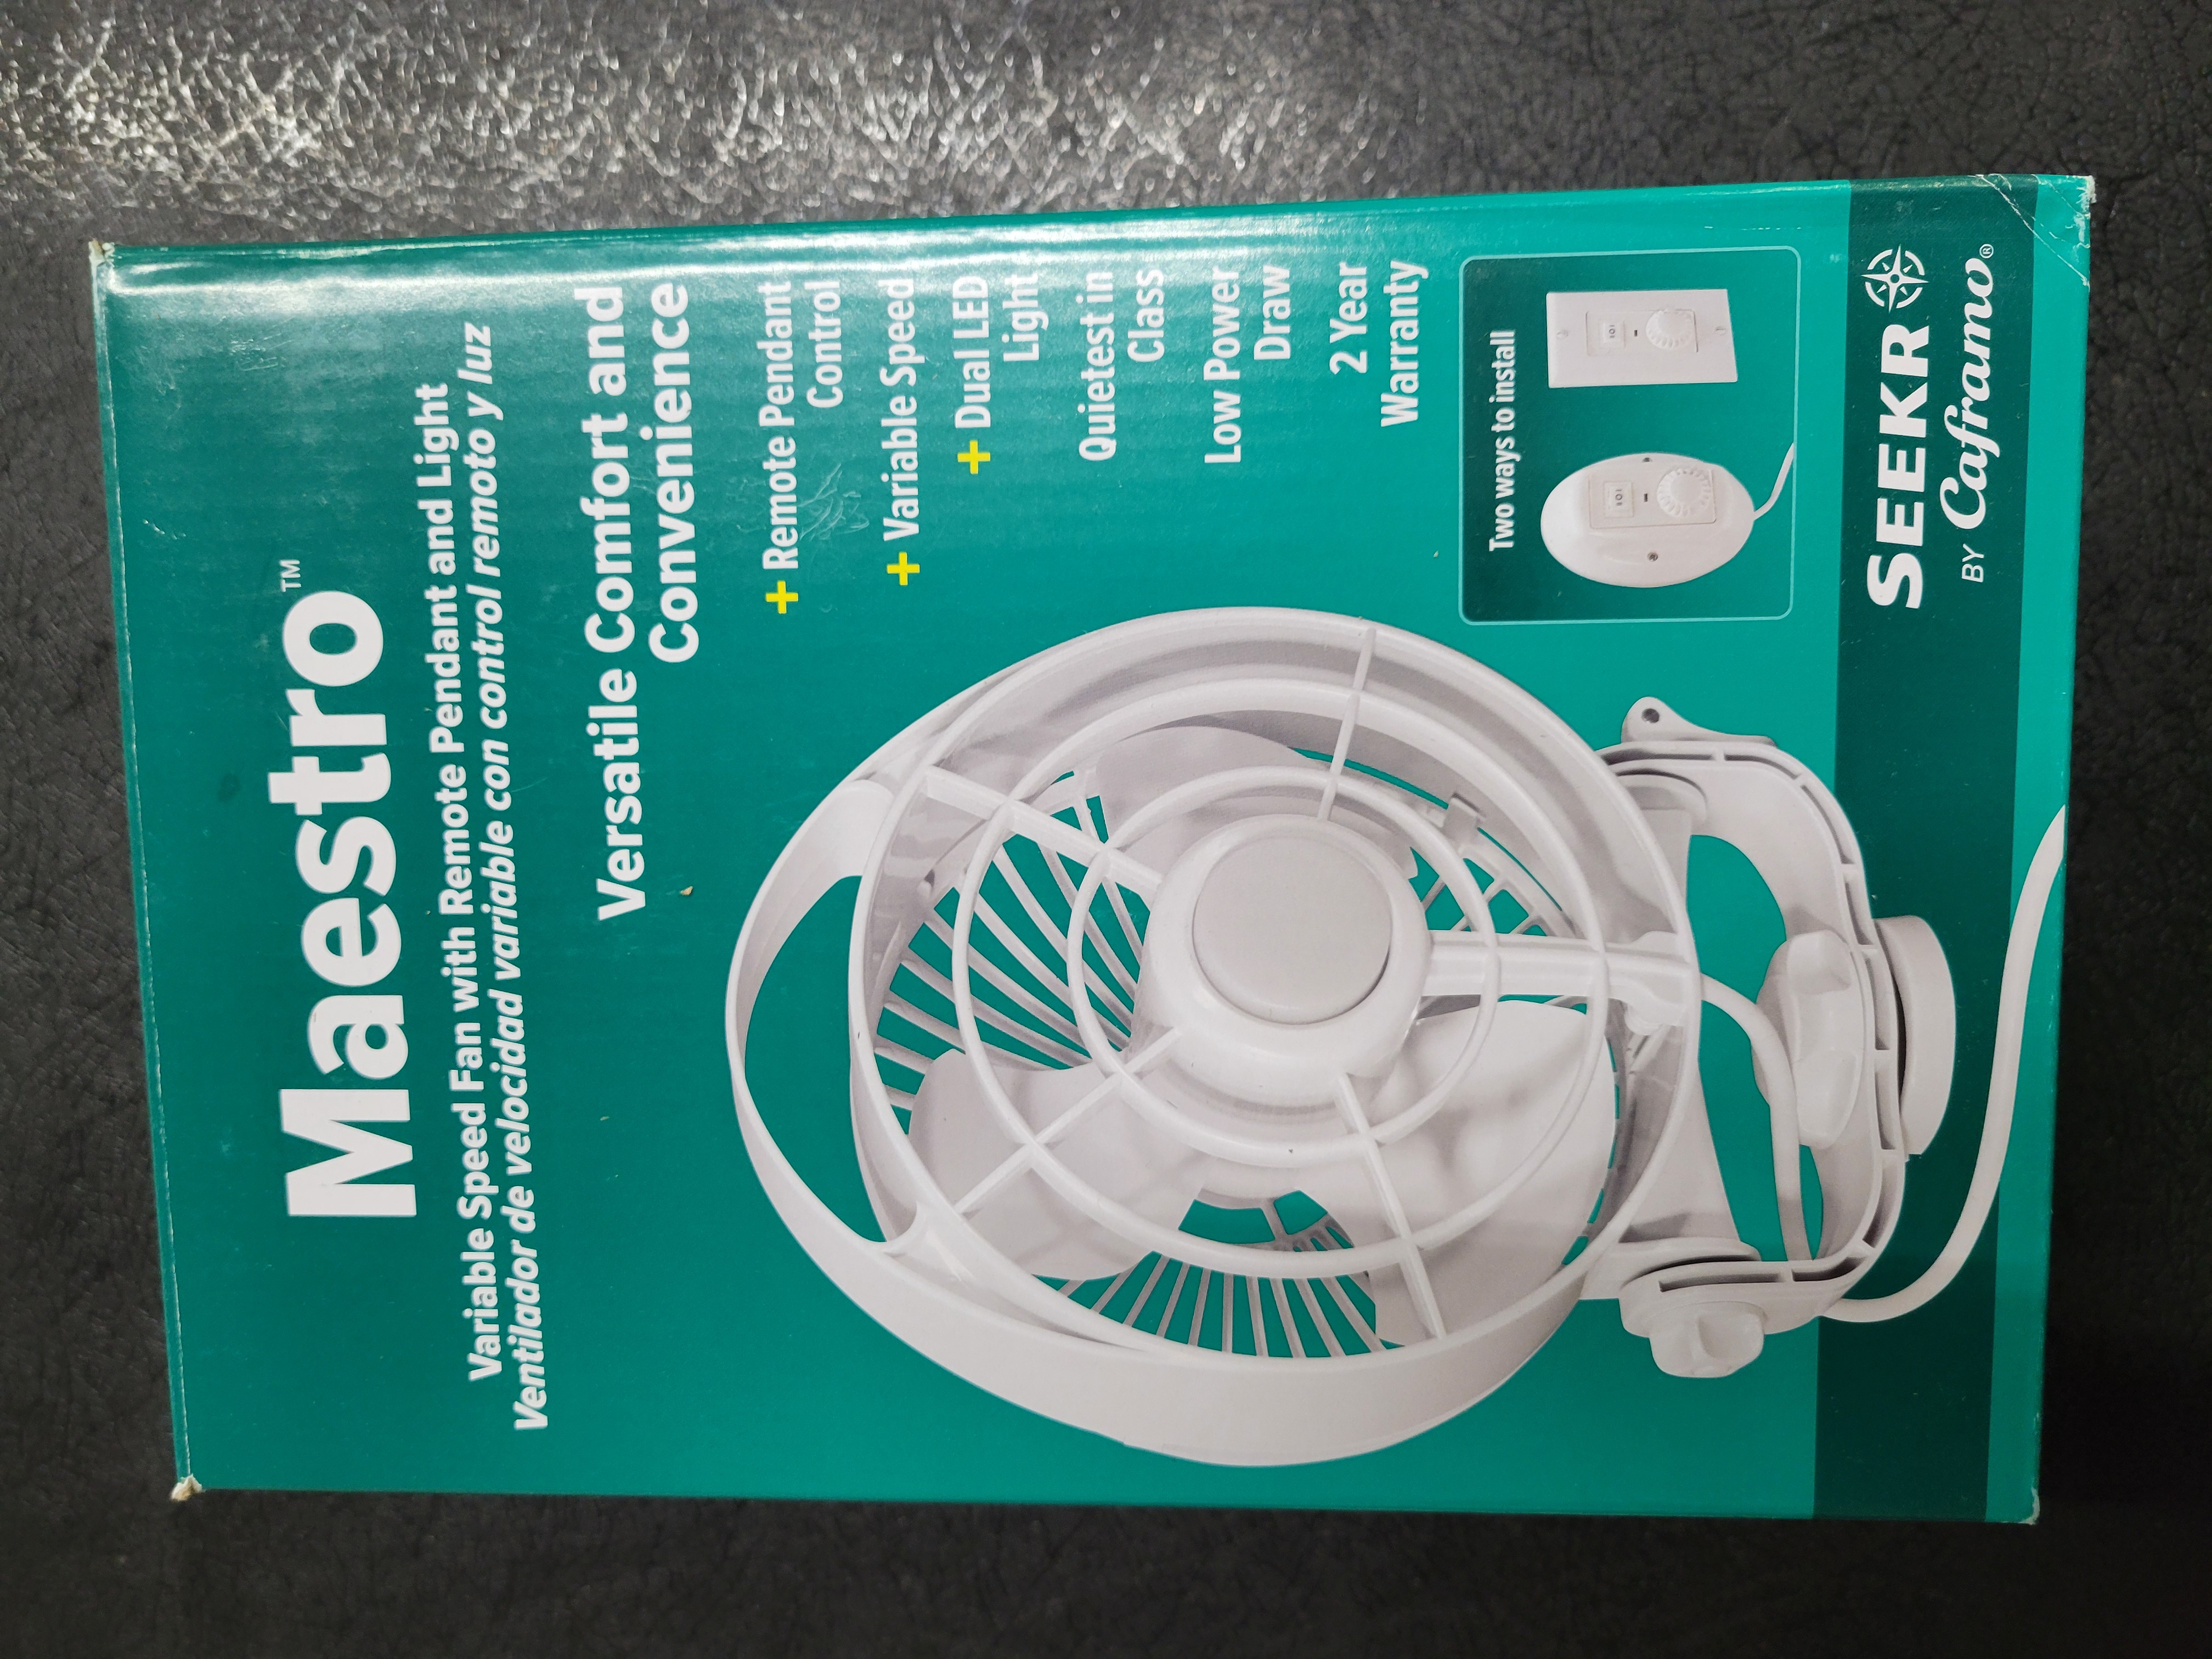 Maestro™
Variable Speed Fan with Remote Pendant and Light
Ventilador de velocidad variable con control remoto y luz
Versatile Comfort and
Convenience
+ Remote Pendant
Control
+ Variable Speed
+ Dual LED
Light
Quietest in
Class
Low Power
Draw
2 Year
Warranty
Two ways to install
SEEKR
BY Caframo®